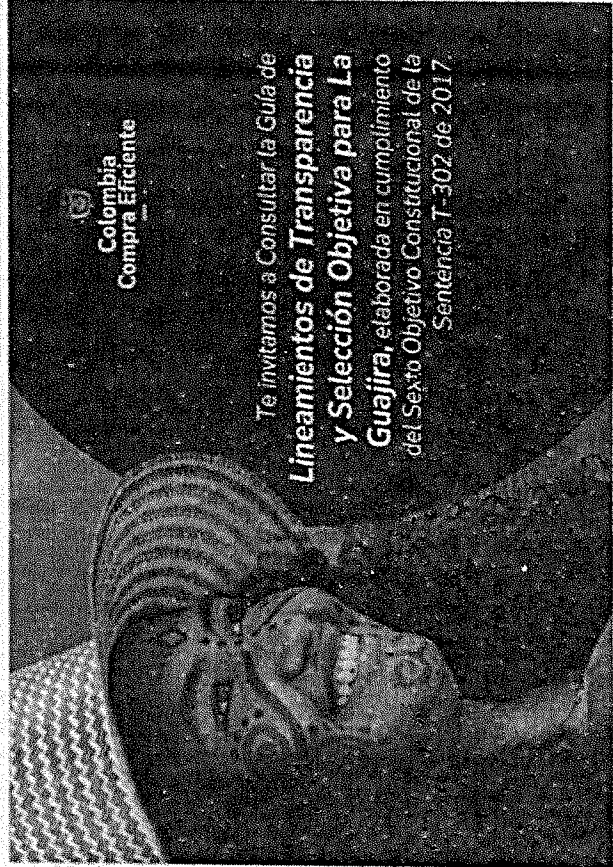 Colombia
Compra Eficiente
Te invitamos a Consultar la Guía de
Lineamientos de Transparencia
y Selección Objetiva para La
Guajira, elaborada en cumplimiento
del Sexto Objetivo Constitucional de la
Sentencia T-302 de 2017.